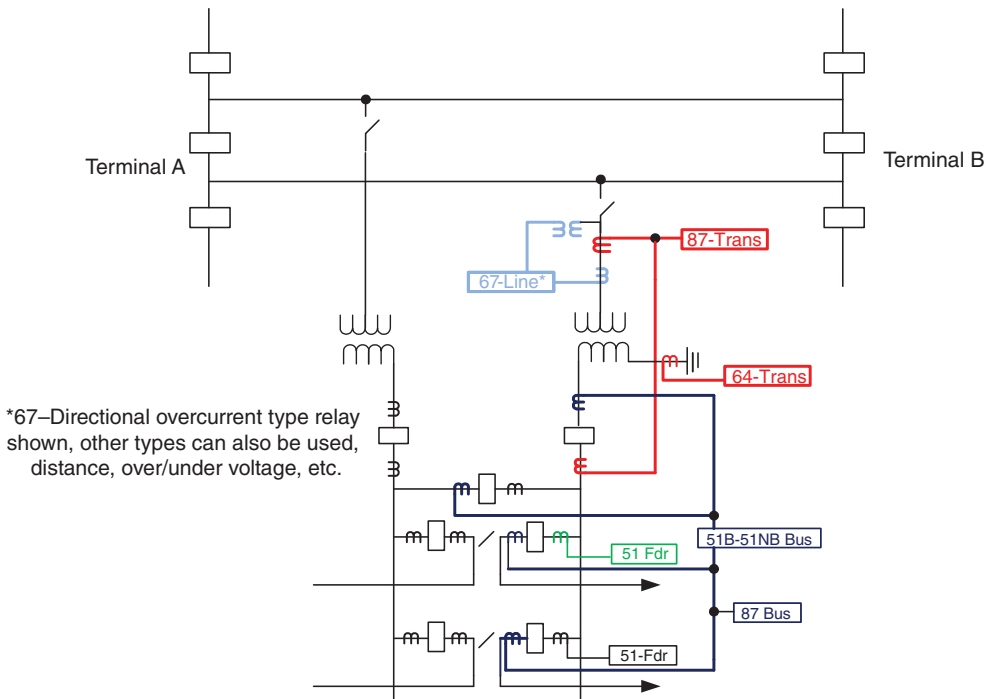 Terminal A
Terminal B
87-Trans
67-Line*
64-Trans
*67–Directional overcurrent type relay
shown, other types can also be used,
distance, over/under voltage, etc.
51B-51NB Bus
51 Fdr
87 Bus
51-Fdr